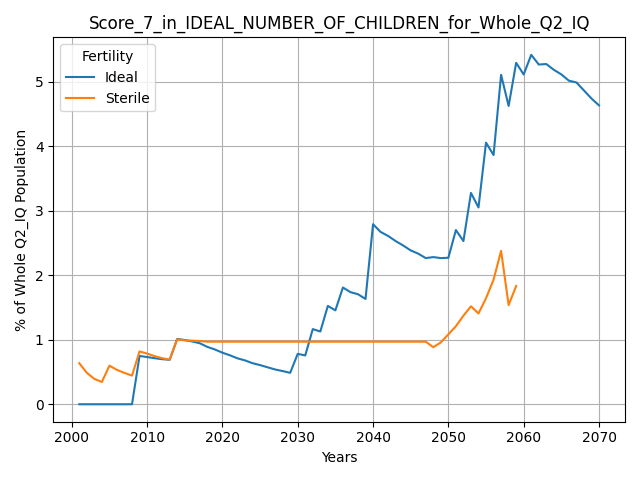 Score_7_in_IDEAL_NUMBER_OF_CHILDREN_for_Whole_Q2_IQ
Fertility
Ideal
Sterile
% of Whole Q2_IQ Population
5
4
3
2
1
0
2000 2010 2020 2030 2040 2050 2060 2070
Years